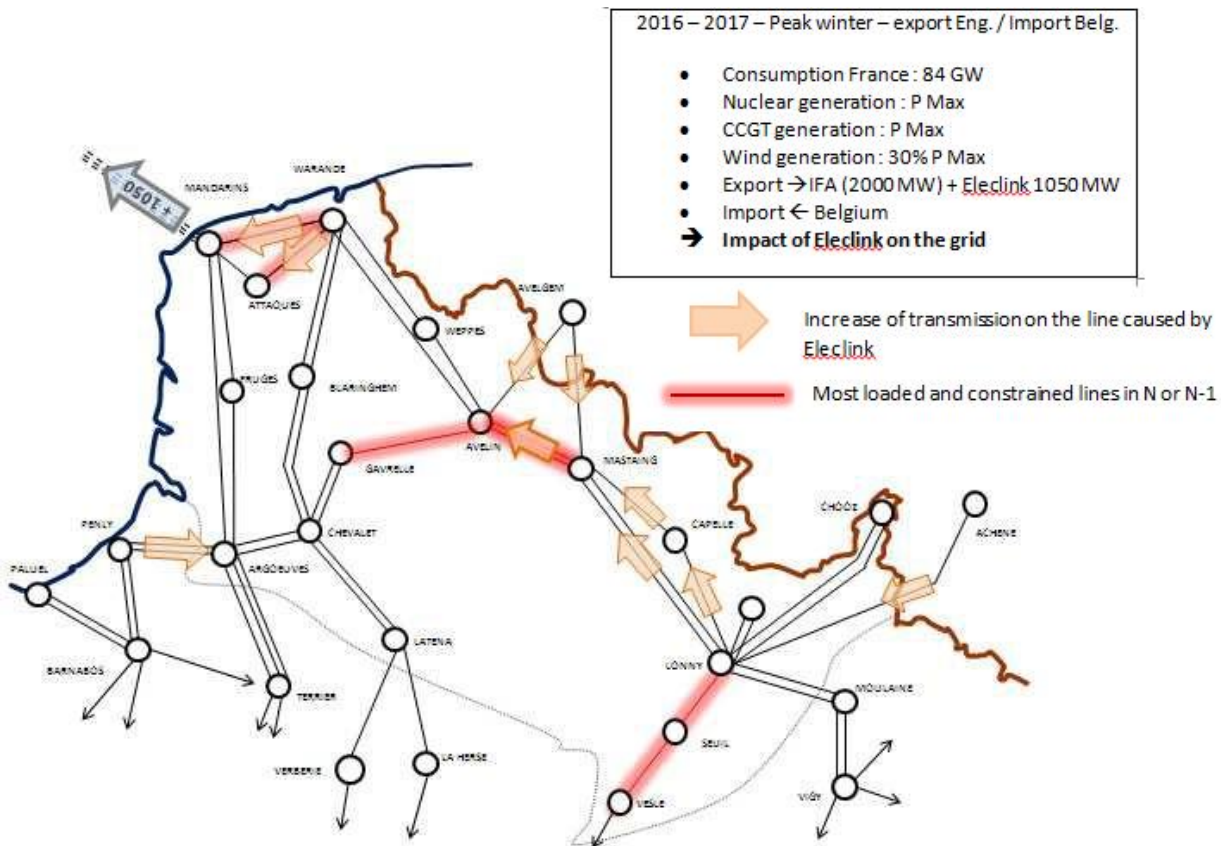 2016 – 2017 – Peak winter – export Eng. / Import Belg.
• Consumption France : 84 GW
• Nuclear generation : P Max
• CCGT generation : P Max
• Wind generation : 30% P Max
• Export → IFA (2000 MW) + Eleclink 1050 MW
• Import ← Belgium
➔ Impact of Eleclink on the grid
Increase of transmission on the line caused by
Eleclink
Most loaded and constrained lines in N or N-1
+ 1050
WARANDE
MANDARINS
ATTAQUES
AVELGEM
WEPPES
FRUGES
BLARINGHEM
AVELIN
GAVRELLE
MASTAING
CHOOZ
ACHENE
CAPELLE
PENLY
CHEVALET
ARGOEUVES
PALUEL
LATENA
BARNABOS
TERRIER
LONNY
MOULAINE
SEUIL
VERBERIE
LA HERSE
VESLE
VIGY